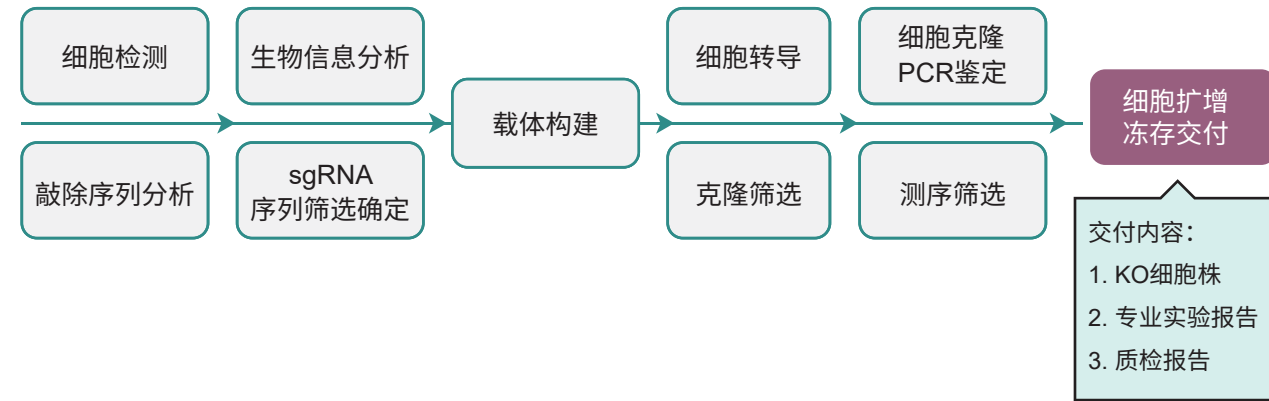 细胞检测
生物信息分析
细胞转导
细胞克隆
PCR鉴定
载体构建
细胞扩增
冻存交付
敲除序列分析
sgRNA
序列筛选确定
克隆筛选
测序筛选
交付内容：
1. KO细胞株
2. 专业实验报告
3. 质检报告